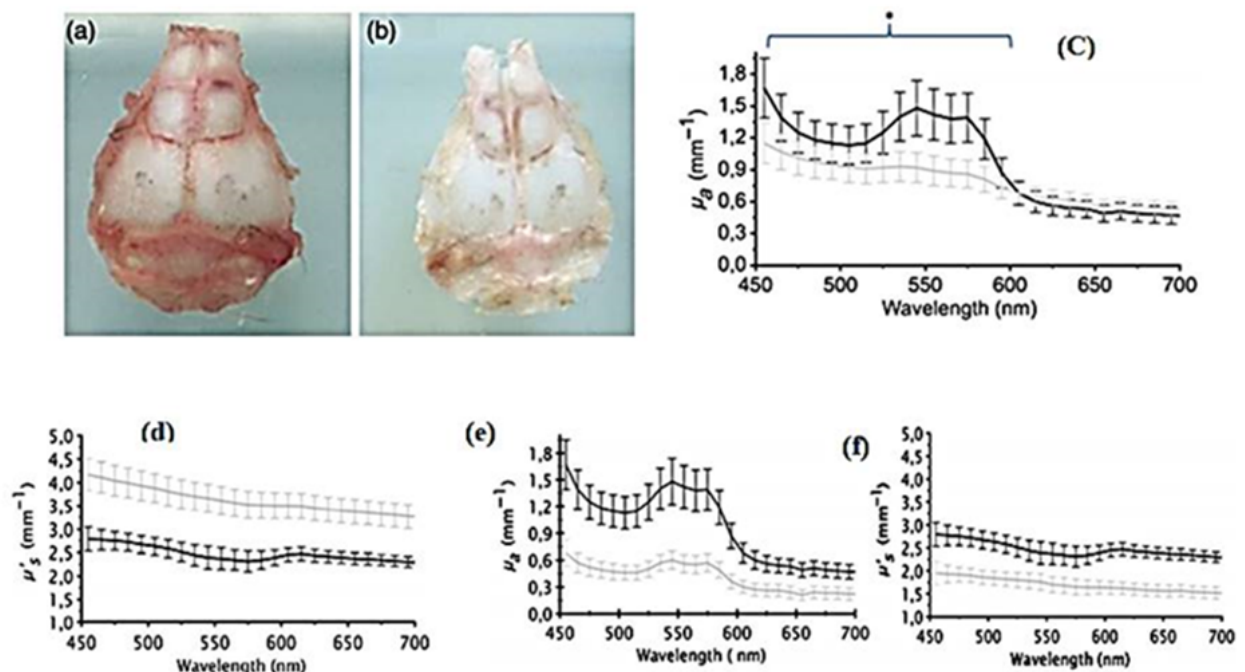 (a)
(b)
(C)
•
1,8
1,5
1,2
0,9
0,6
0,3
0,0
μa (mm⁻¹)
450 500 550 600 650 700
Wavelength (nm)
(d)
5,0
4,5
4,0
3,5
3,0
2,5
2,0
1,5
1,0
μ's (mm⁻¹)
450 500 550 600 650 700
Wavelength (nm)
(e)
1,8
1,5
1,2
0,9
0,6
0,3
0,0
μa (mm⁻¹)
450 500 550 600 650 700
Wavelength ( nm)
(f)
5,0
4,5
4,0
3,5
3,0
2,5
2,0
1,5
1,0
μ's (mm⁻¹)
450 500 550 600 650 700
Wavelength (nm)